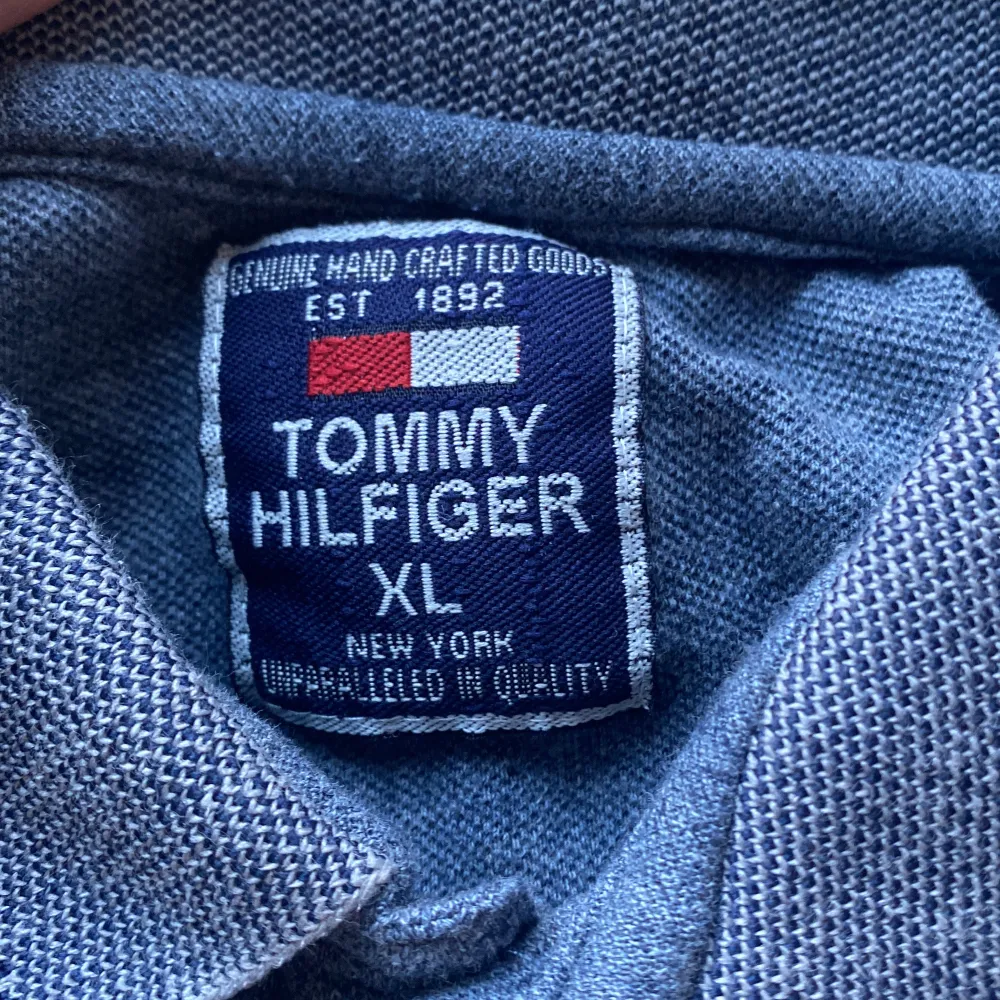 GENUINE HAND CRAFTED GOODS
EST 1892
TOMMY
HILFIGER
XL
NEW YORK
UNPARALLELED IN QUALITY